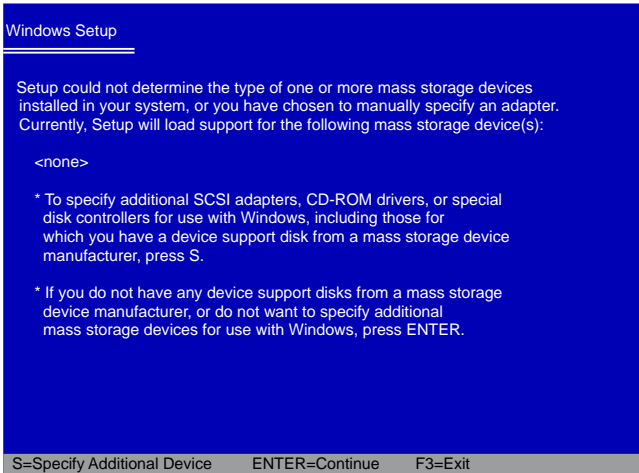 Windows Setup
Setup could not determine the type of one or more mass storage devices
installed in your system, or you have chosen to manually specify an adapter.
Currently, Setup will load support for the following mass storage device(s):
<none>
* To specify additional SCSI adapters, CD-ROM drivers, or special
disk controllers for use with Windows, including those for
which you have a device support disk from a mass storage device
manufacturer, press S.
* If you do not have any device support disks from a mass storage
device manufacturer, or do not want to specify additional
mass storage devices for use with Windows, press ENTER.
S=Specify Additional Device ENTER=Continue F3=Exit